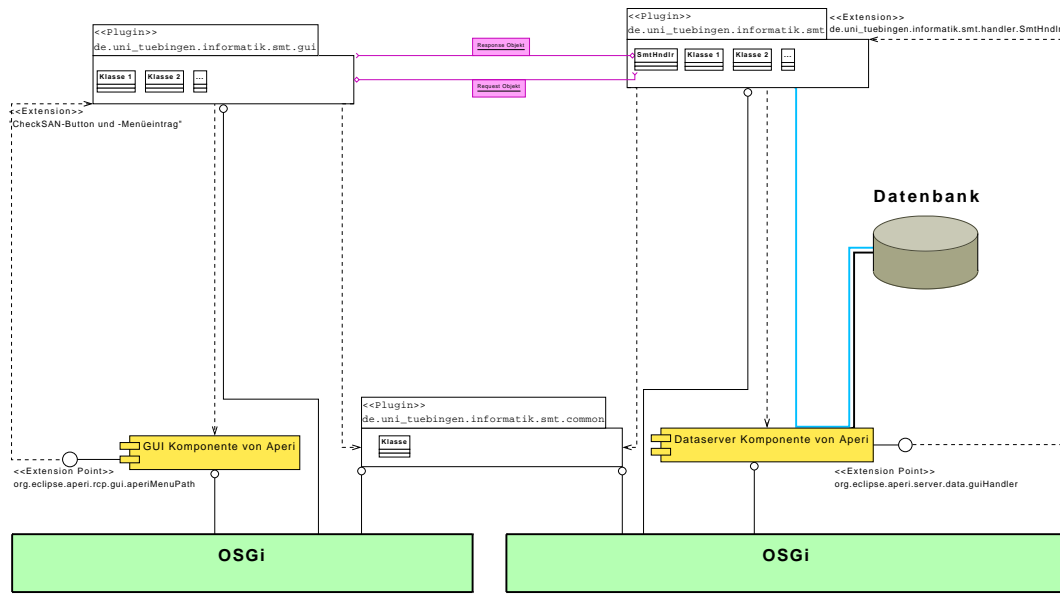 <<Plugin>>
de.uni_tuebingen.informatik.smt.gui
Klasse 1
Klasse 2
...
Response Objekt
Request Objekt
<<Plugin>>
de.uni_tuebingen.informatik.smt
SmtHndlr
Klasse 1
Klasse 2
...
<<Extension>>
de.uni_tuebingen.informatik.smt.handler.SmtHndlr
<<Extension>>
"CheckSAN-Button und -Menüeintrag"
Datenbank
<<Plugin>>
de.uni_tuebingen.informatik.smt.common
Klasse
GUI Komponente von Aperi
<<Extension Point>>
org.eclipse.aperi.rcp.gui.aperiMenuPath
Dataserver Komponente von Aperi
<<Extension Point>>
org.eclipse.aperi.server.data.guiHandler
OSGi
OSGi